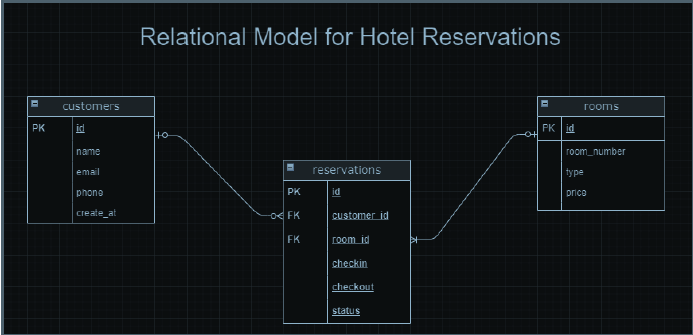 Relational Model for Hotel Reservations
customers
PK id
name
email
phone
create_at
reservations
PK id
FK customer_id
FK room_id
checkin
checkout
status
rooms
PK id
room_number
type
price